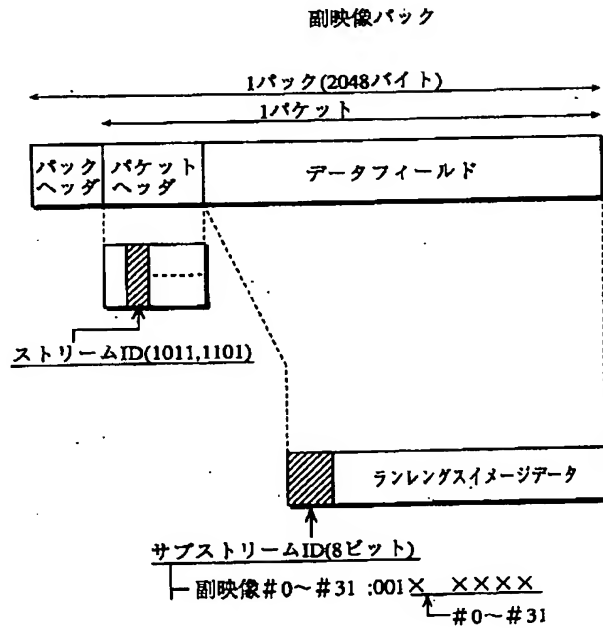 副映像パック
1パック(2048バイト)
1パケット
パック
ヘッダ
パケット
ヘッダ
データフィールド
ストリームID(1011,1101)
ランレングスイメージデータ
サブストリームID(8ビット)
副映像#0〜#31 :001× ××××
#0〜#31